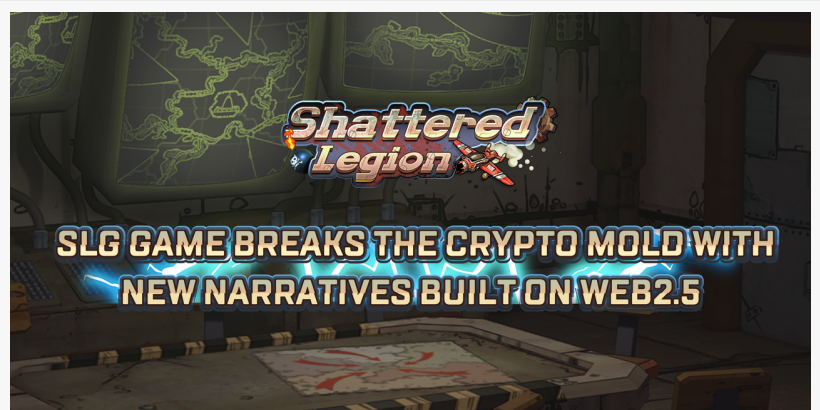 Shattered
Legion
SLG GAME BREAKS THE CRYPTO MOLD WITH
NEW NARRATIVES BUILT ON WEB2.5